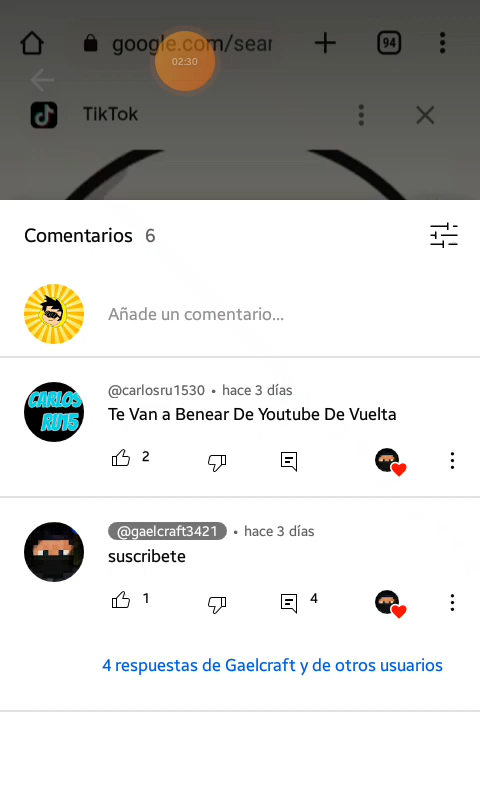 google.com/sear
94
02:30
TikTok
Comentarios 6
Añade un comentario...
@carlosru1530 • hace 3 días
CARLOS
RU15
Te Van a Benear De Youtube De Vuelta
2
@gaelcraft3421 • hace 3 días
suscribete
1
4
4 respuestas de Gaelcraft y de otros usuarios